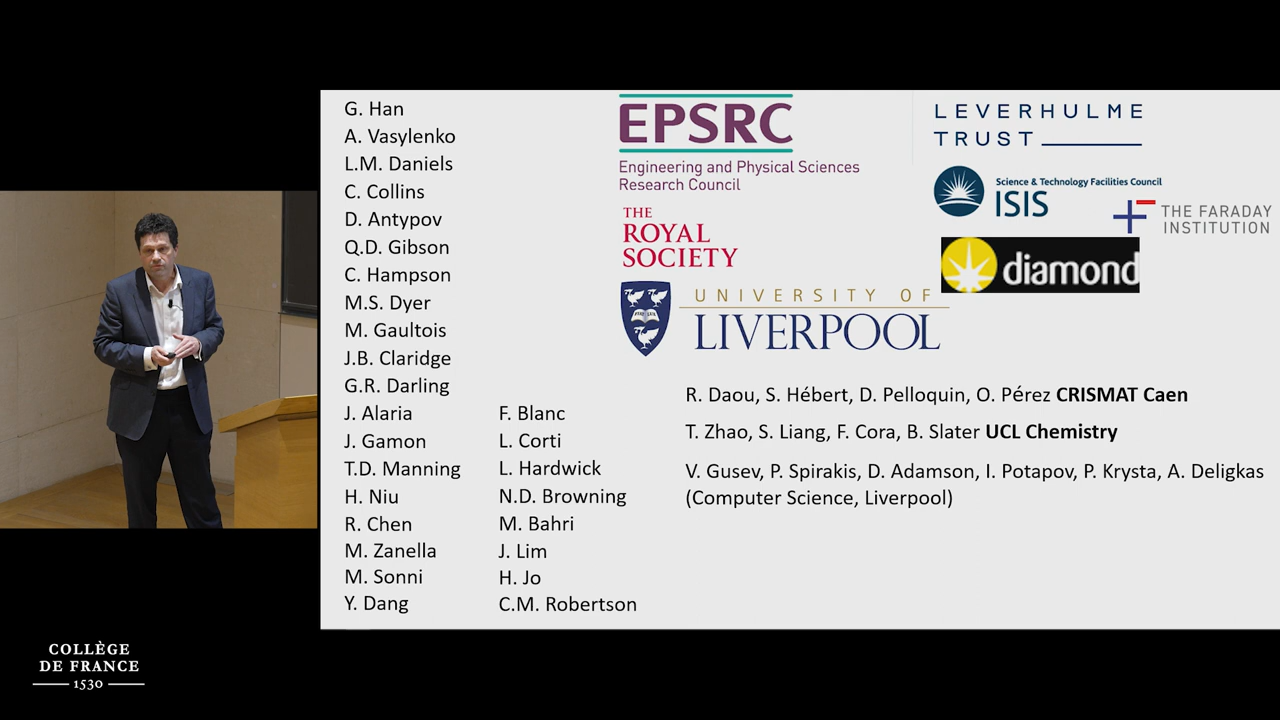 G. Han
A. Vasylenko
L.M. Daniels
C. Collins
D. Antypov
Q.D. Gibson
C. Hampson
M.S. Dyer
M. Gaultois
J.B. Claridge
G.R. Darling
J. Alaria
J. Gamon
T.D. Manning
H. Niu
R. Chen
M. Zanella
M. Sonni
Y. Dang
F. Blanc
L. Corti
L. Hardwick
N.D. Browning
M. Bahri
J. Lim
H. Jo
C.M. Robertson
EPSRC
Engineering and Physical Sciences
Research Council
THE
ROYAL
SOCIETY
UNIVERSITY OF
LIVERPOOL
LEVERHULME
TRUST
Science & Technology Facilities Council
ISIS
THE FARADAY
INSTITUTION
diamond
R. Daou, S. Hébert, D. Pelloquin, O. Pérez CRISMAT Caen
T. Zhao, S. Liang, F. Cora, B. Slater UCL Chemistry
V. Gusev, P. Spirakis, D. Adamson, I. Potapov, P. Krysta, A. Deligkas
(Computer Science, Liverpool)
COLLÈGE
DE FRANCE
1530